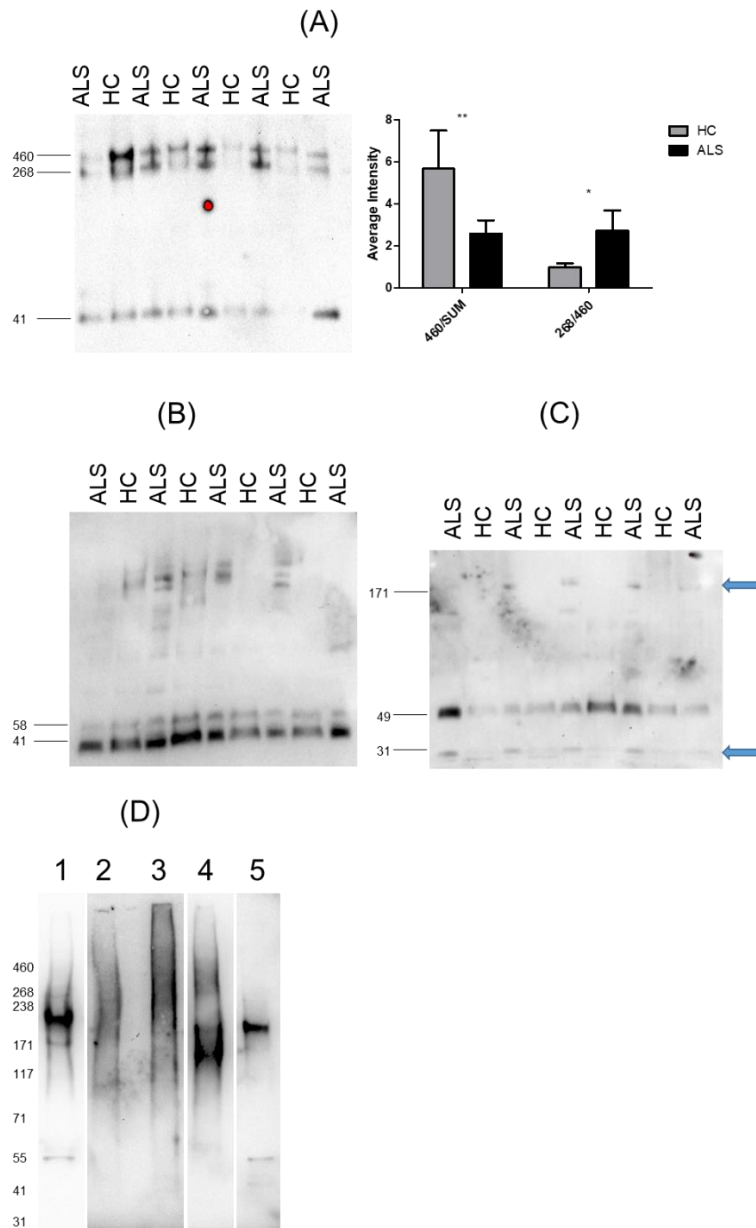 (A)
ALS HC ALS HC ALS HC ALS HC ALS
460
268
41
8
6
4
2
0
Average Intensity
**
*
460/SUM
268/460
HC
ALS
(B)
ALS HC ALS HC ALS HC ALS HC ALS
58
41
(C)
ALS HC ALS HC ALS HC ALS HC ALS
171
49
31
(D)
1 2 3 4 5
460
268
238
171
117
71
55
41
31